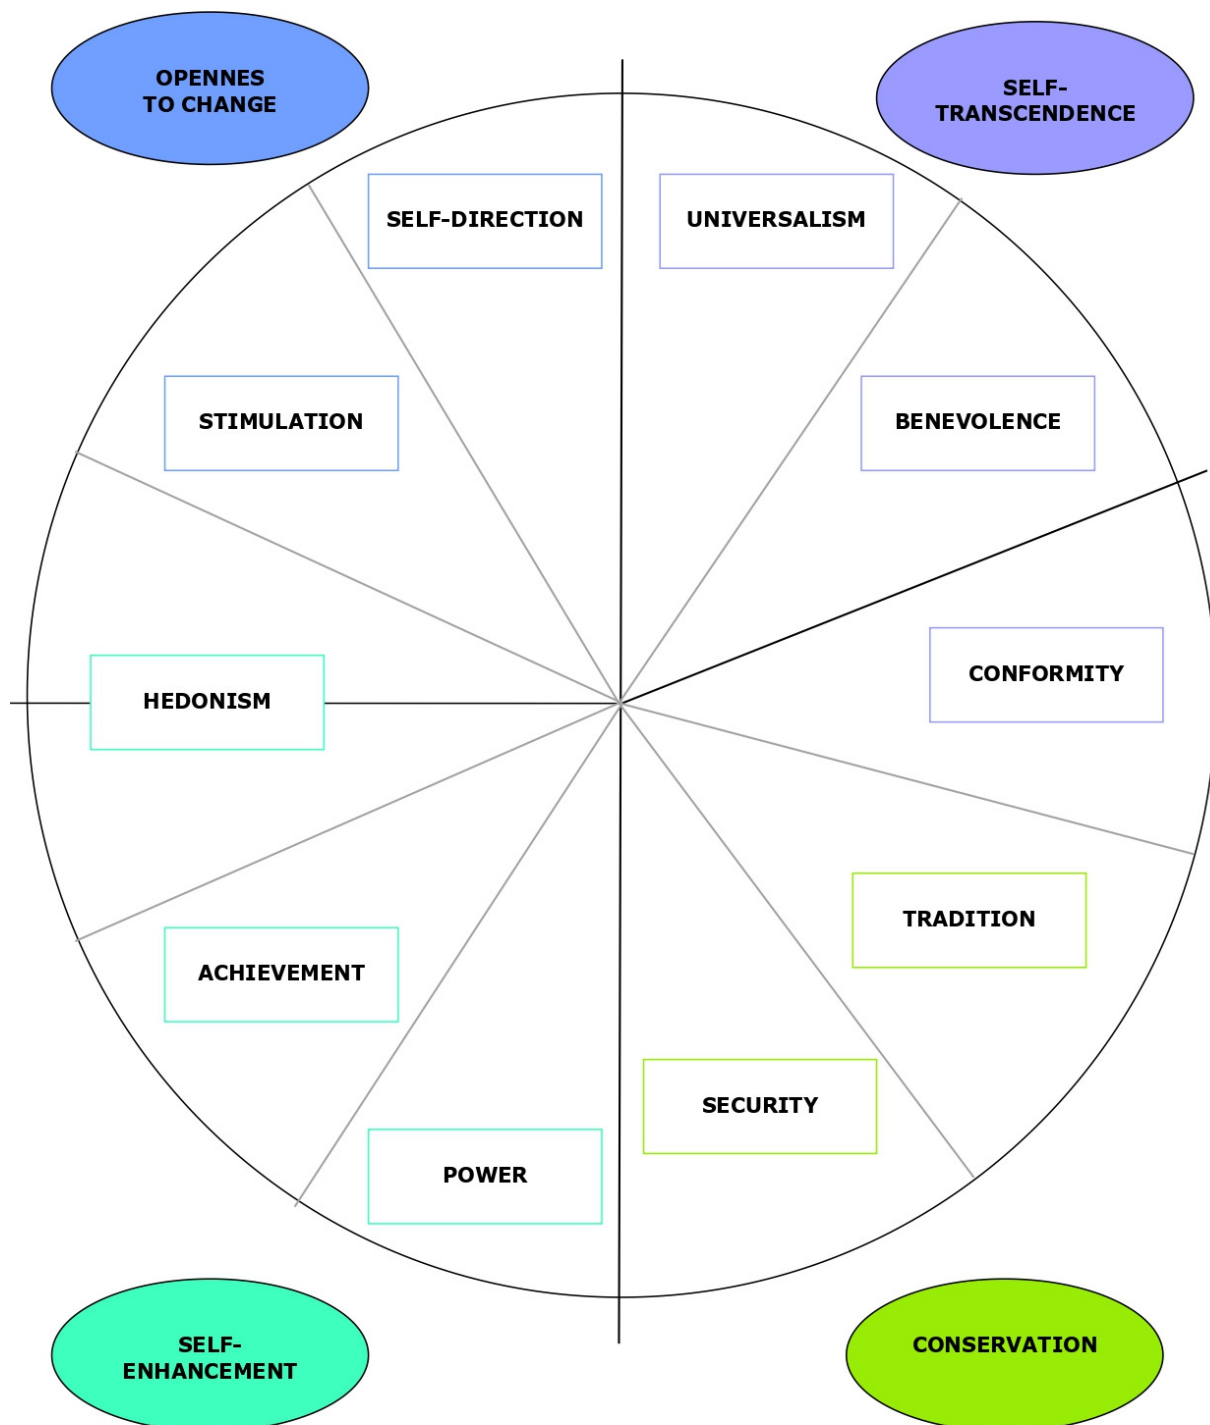 OPENNES
TO CHANGE
SELF-
TRANSCENDENCE
SELF-DIRECTION
UNIVERSALISM
STIMULATION
BENEVOLENCE
HEDONISM
CONFORMITY
TRADITION
ACHIEVEMENT
SECURITY
POWER
SELF-
ENHANCEMENT
CONSERVATION